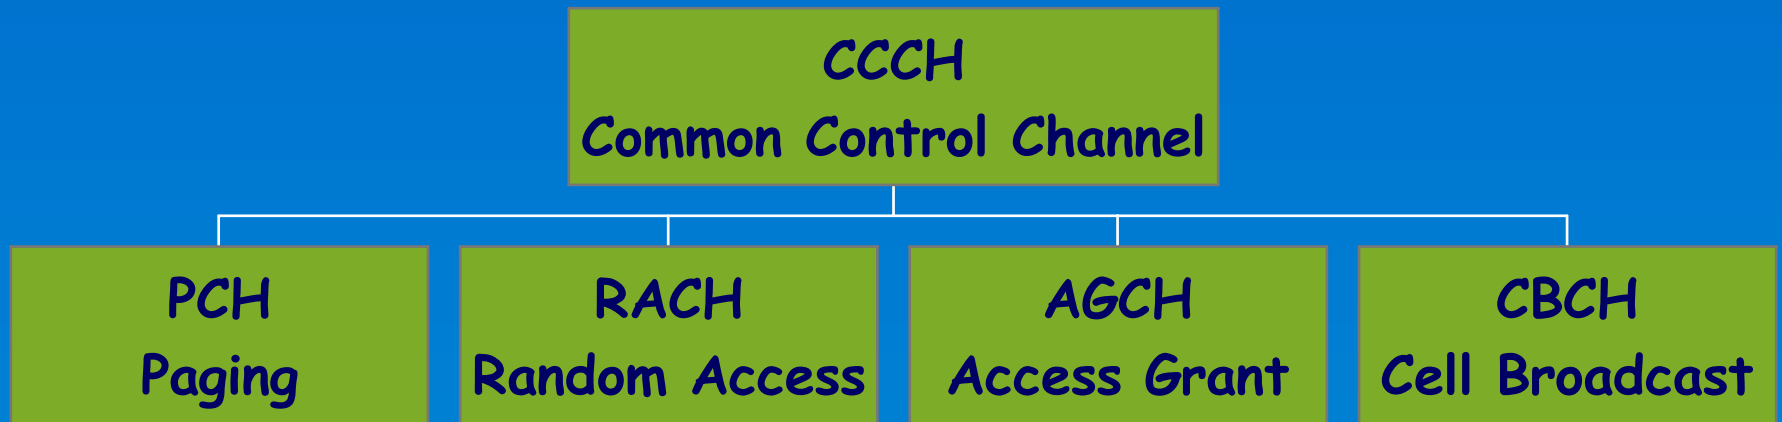 CCCH
Common Control Channel
PCH
Paging
RACH
Random Access
AGCH
Access Grant
CBCH
Cell Broadcast